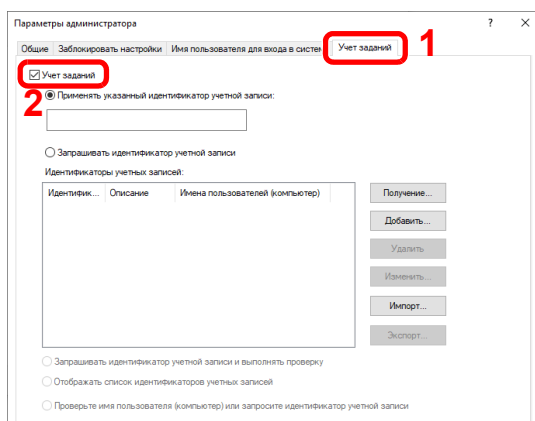 Параметры администратора ? ×
Общие Заблокировать настройки Имя пользователя для входа в систем Учет заданий 1
Учет заданий
2 Применять указанный идентификатор учетной записи:
Запрашивать идентификатор учетной записи
Идентификаторы учетных записей:
Идентифик... Описание Имена пользователей (компьютер) Получение...
Добавить...
Удалить
Изменить...
Импорт...
Экспорт...
Запрашивать идентификатор учетной записи и выполнять проверку
Отображать список идентификаторов учетных записей
Проверьте имя пользователя (компьютер) или запросите идентификатор учетной записи